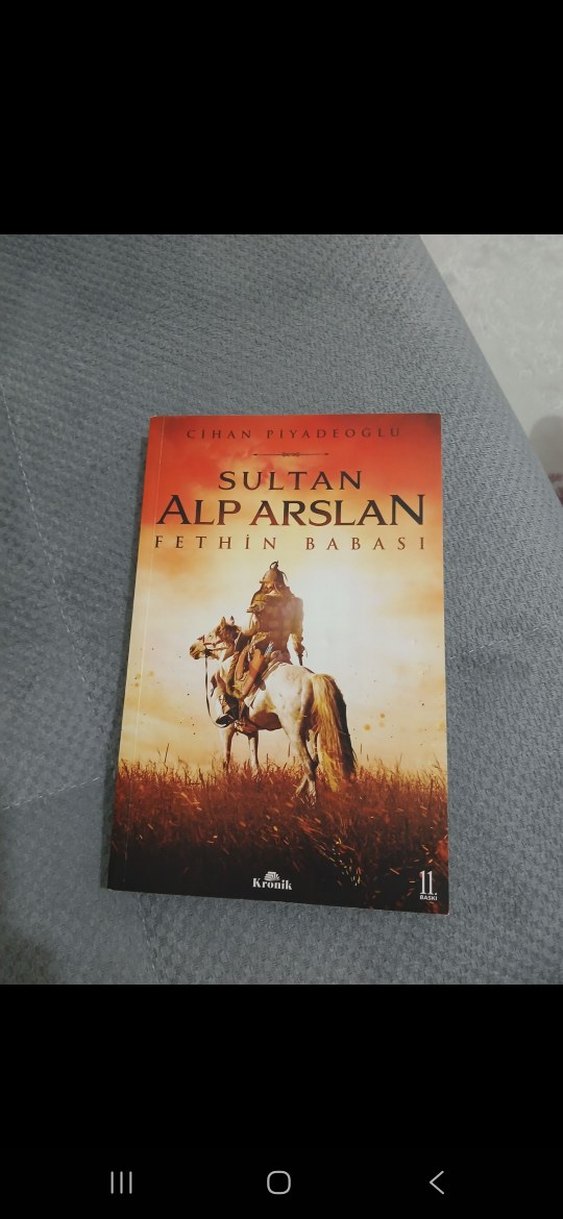 CİHAN PİYADEOĞLU
SULTAN
ALP ARSLAN
FETHİN BABASI
Kronik
11.
BASKI